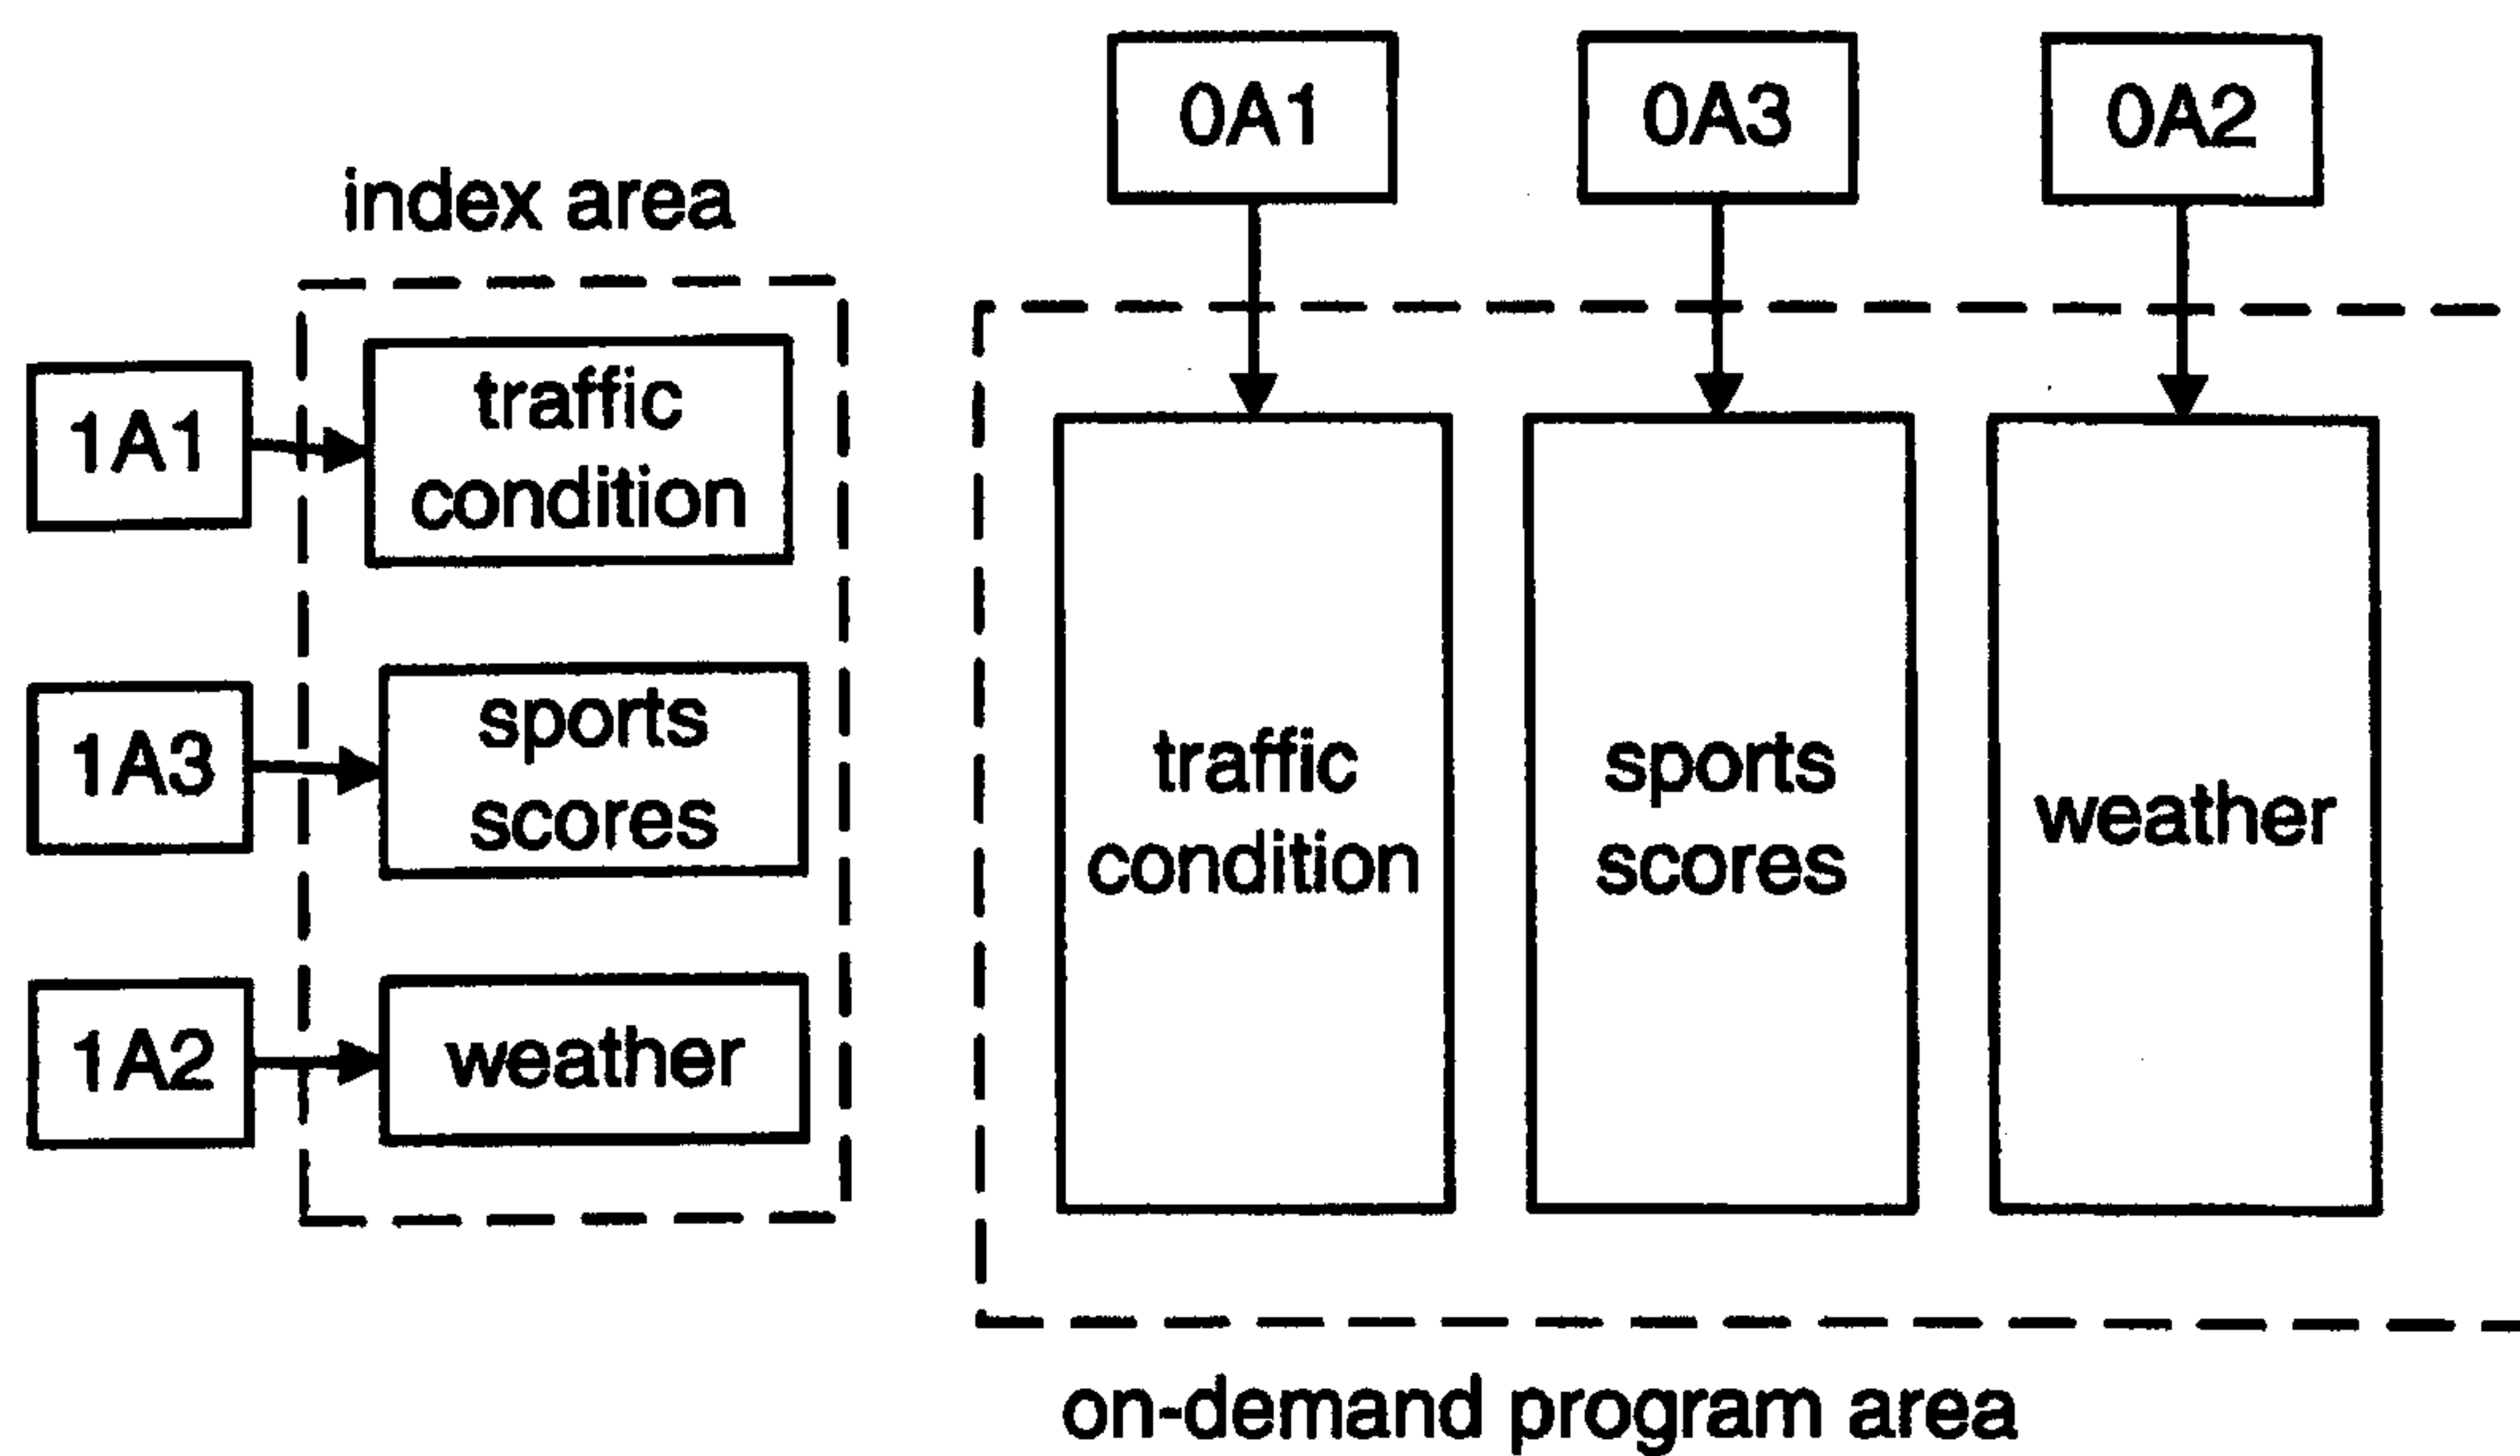 index area
1A1
traffic
condition
1A3
sports
scores
1A2
weather
0A1
0A3
0A2
traffic
condition
sports
scores
weather
on-demand program area